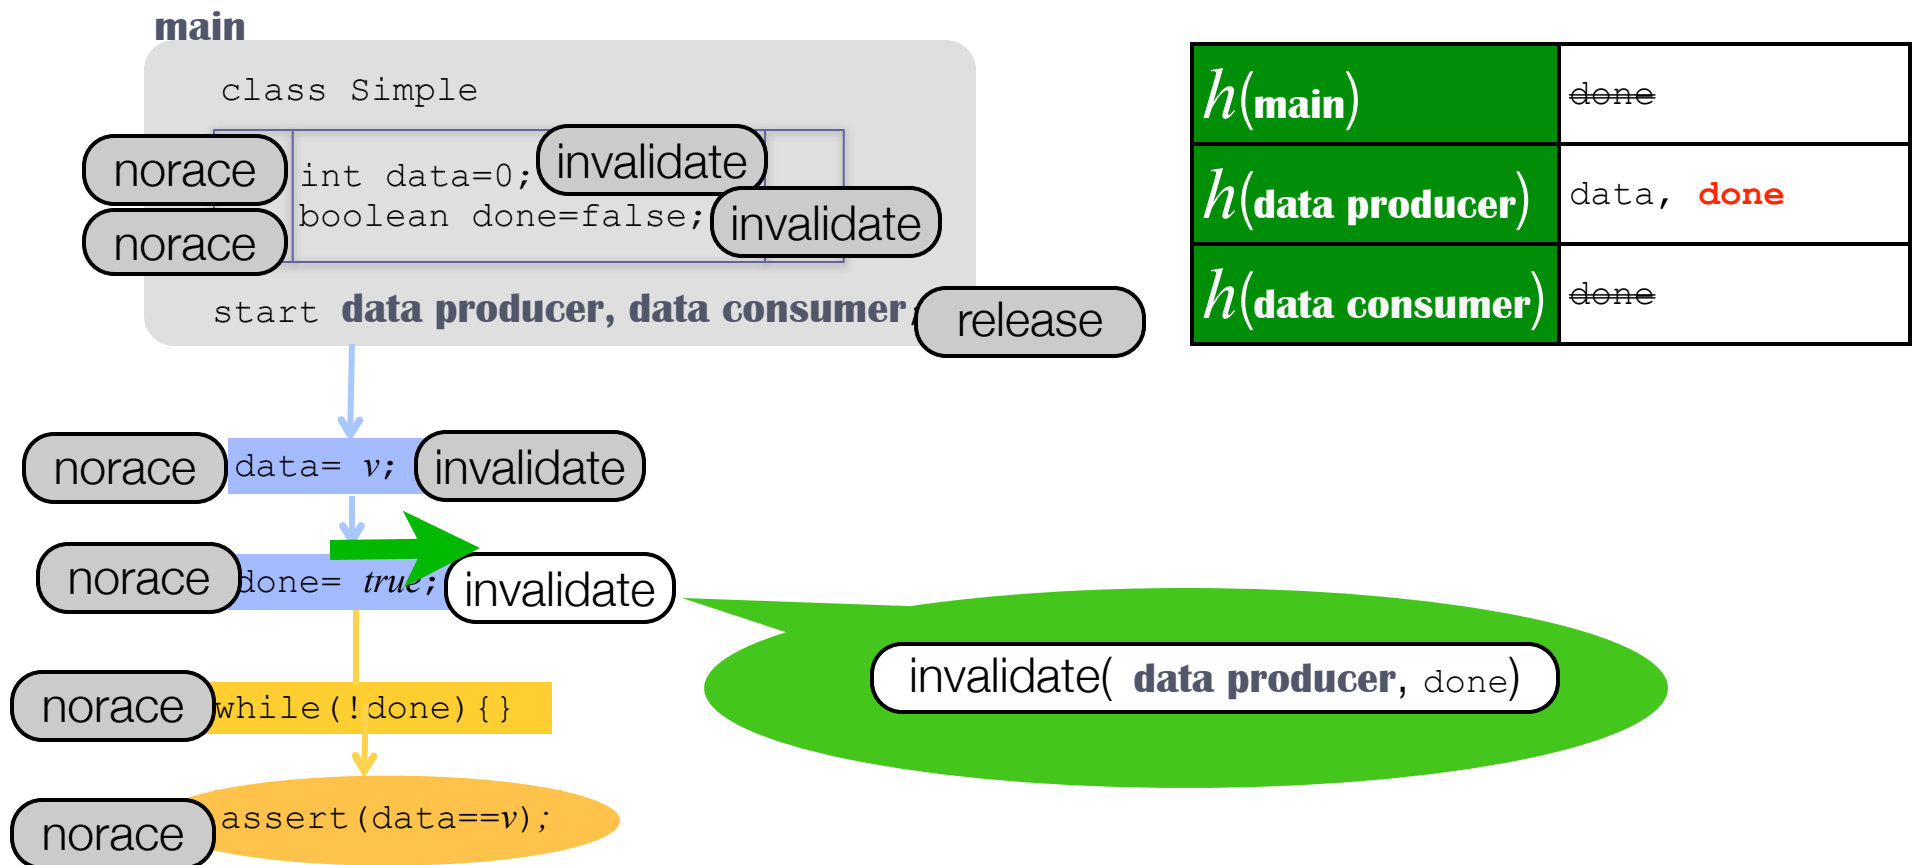 main
class Simple
norace int data=0; invalidate
norace boolean done=false; invalidate
start data producer, data consumer; release
norace data= v; invalidate
norace done= true; invalidate
norace while(!done){}
norace assert(data==v);
h(main) done
h(data producer) data, done
h(data consumer) done
invalidate( data producer, done)